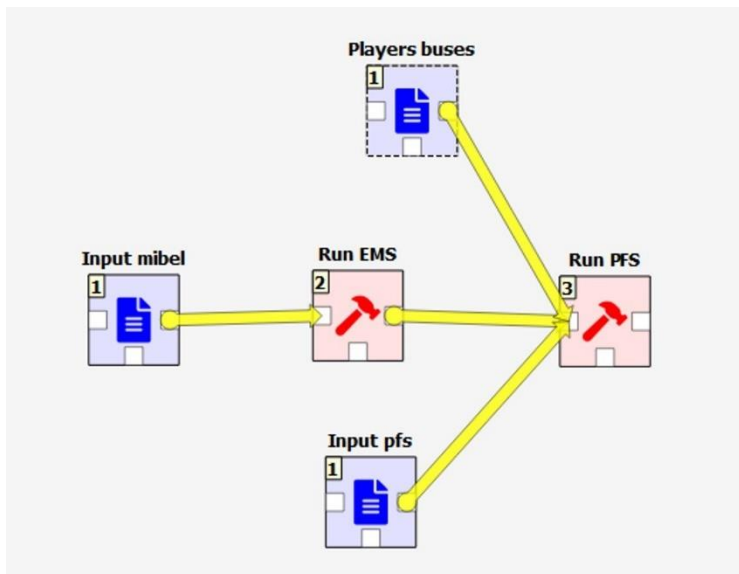 Players buses
1
Input mibel
1
Run EMS
2
Run PFS
3
Input pfs
1